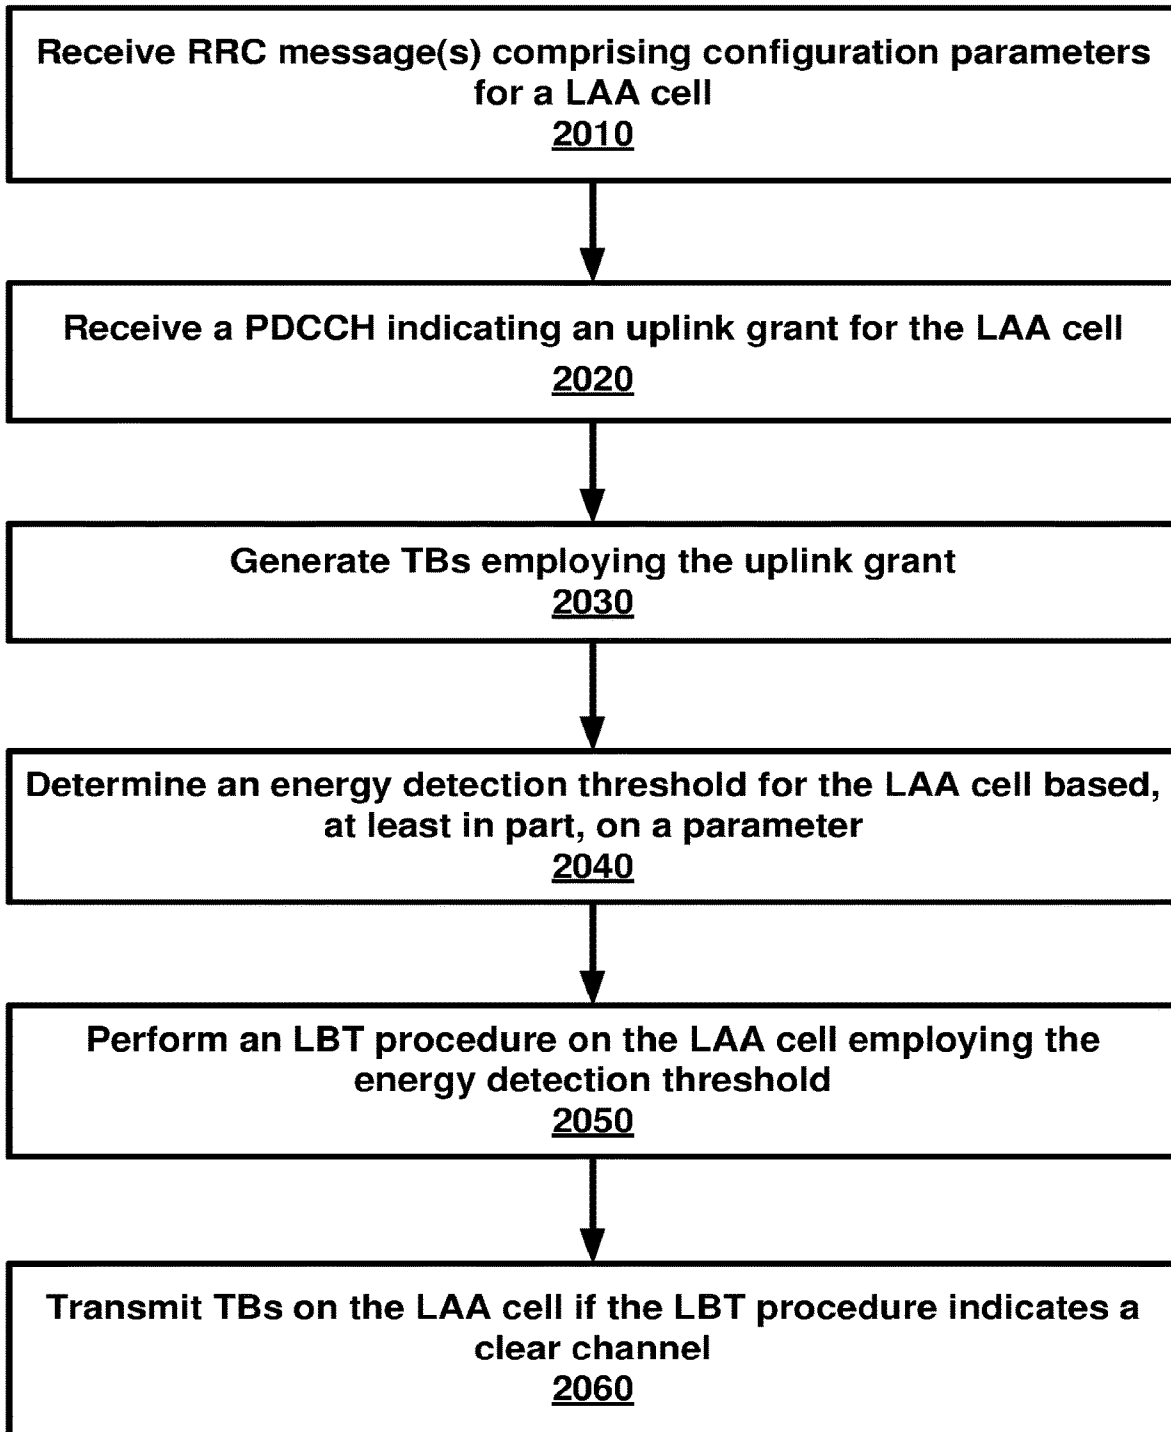 Receive RRC message(s) comprising configuration parameters
for a LAA cell
2010
Receive a PDCCH indicating an uplink grant for the LAA cell
2020
Generate TBs employing the uplink grant
2030
Determine an energy detection threshold for the LAA cell based,
at least in part, on a parameter
2040
Perform an LBT procedure on the LAA cell employing the
energy detection threshold
2050
Transmit TBs on the LAA cell if the LBT procedure indicates a
clear channel
2060